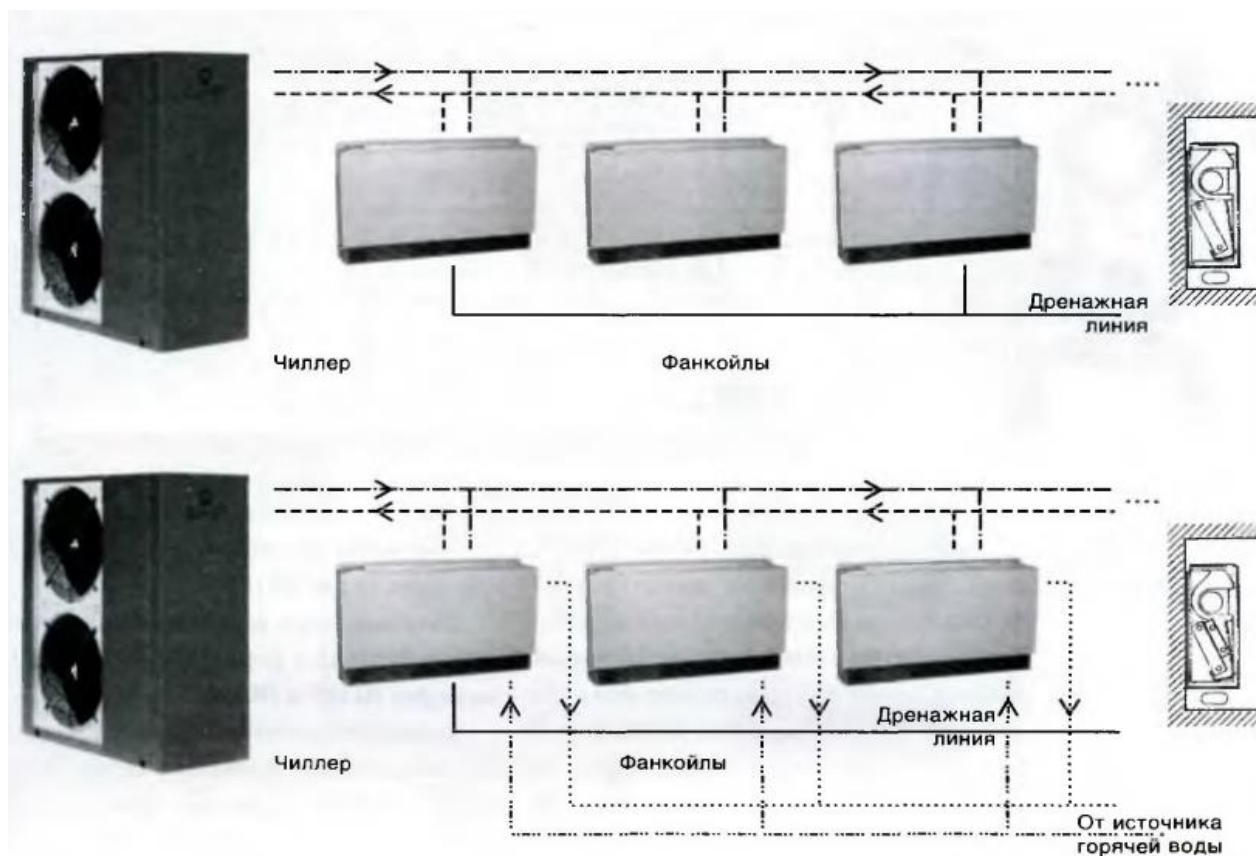 Дренажная
линия
Чиллер
Фанкойлы
Дренажная
линия
Чиллер
Фанкойлы
От источника
горячей воды